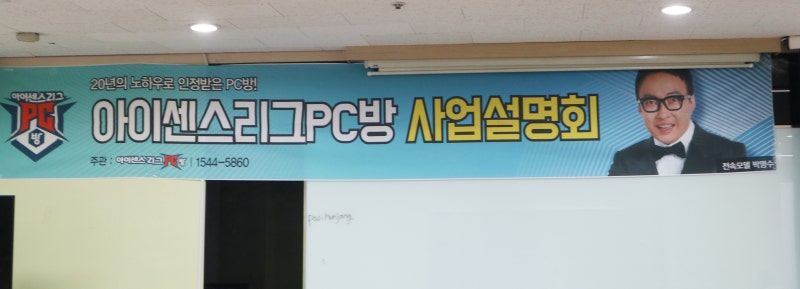 20년의 노하우로 인정받은 PC방!
아이센스리그PC방 사업설명회
아이센스리그
PC
방
주관 : 아이센스리그PC방 | 1544-5860
전속모델 박명수